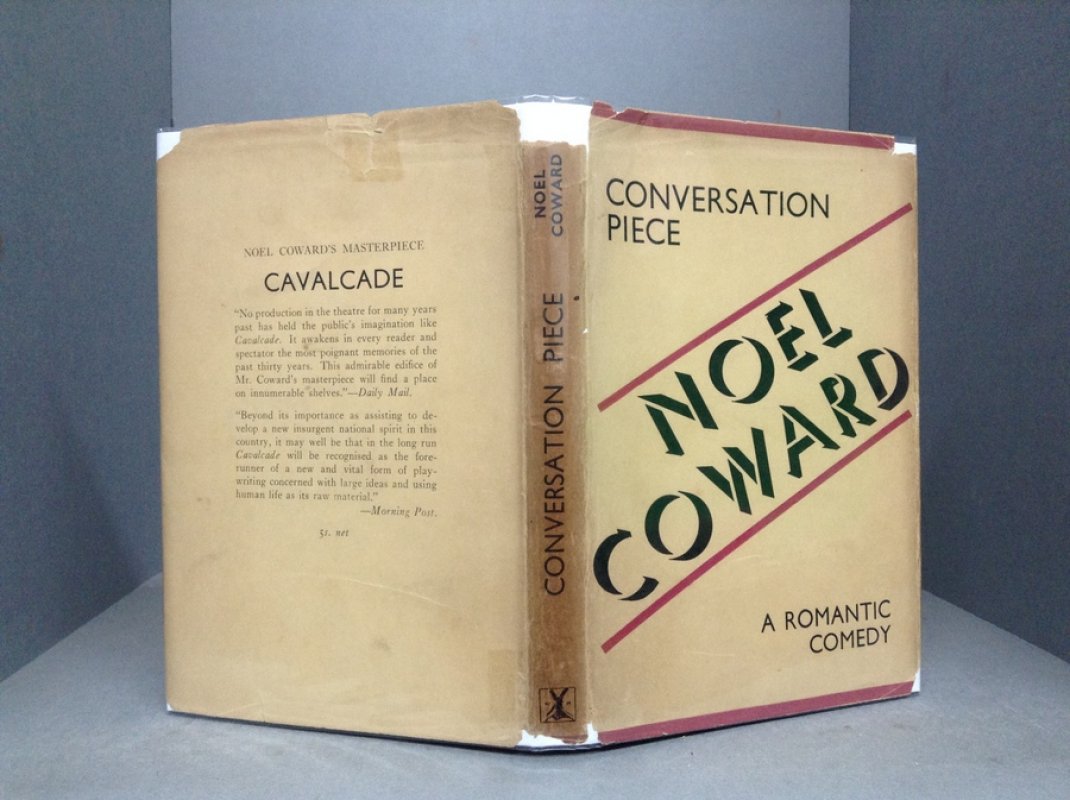 NOEL COWARD'S MASTERPIECE
CAVALCADE
"No production in the theatre for many years
past has held the public's imagination like
Cavalcade. It awakens in every reader and
spectator the most poignant memories of the
past thirty years. This admirable edifice of
Mr. Coward's masterpiece will find a place
on innumerable shelves."—Daily Mail.
"Beyond its importance as assisting to de-
velop a new insurgent national spirit in this
country, it may well be that in the long run
Cavalcade will be recognised as the fore-
runner of a new and vital form of play-
writing concerned with large ideas and using
human life as its raw material."
—Morning Post.
5s. net
NOEL
COWARD
CONVERSATION PIECE
CONVERSATION
PIECE
NOEL
COWARD
A ROMANTIC
COMEDY